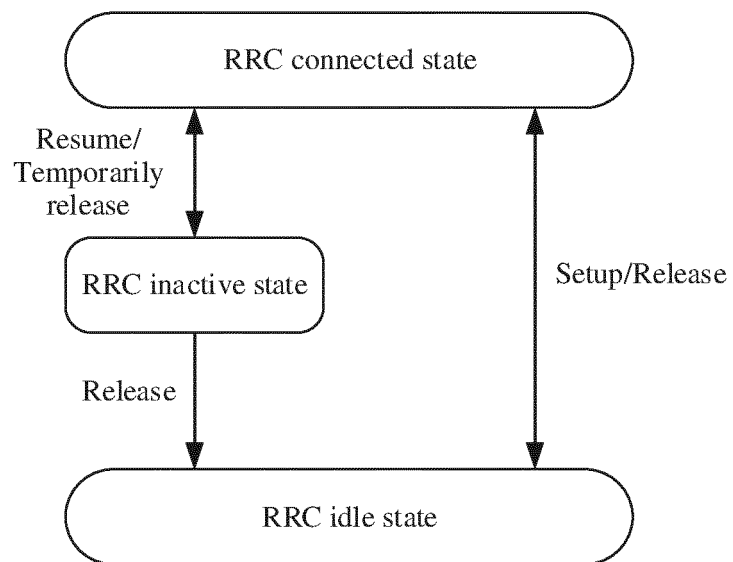 RRC connected state
Resume/
Temporarily
release
RRC inactive state
Setup/Release
Release
RRC idle state